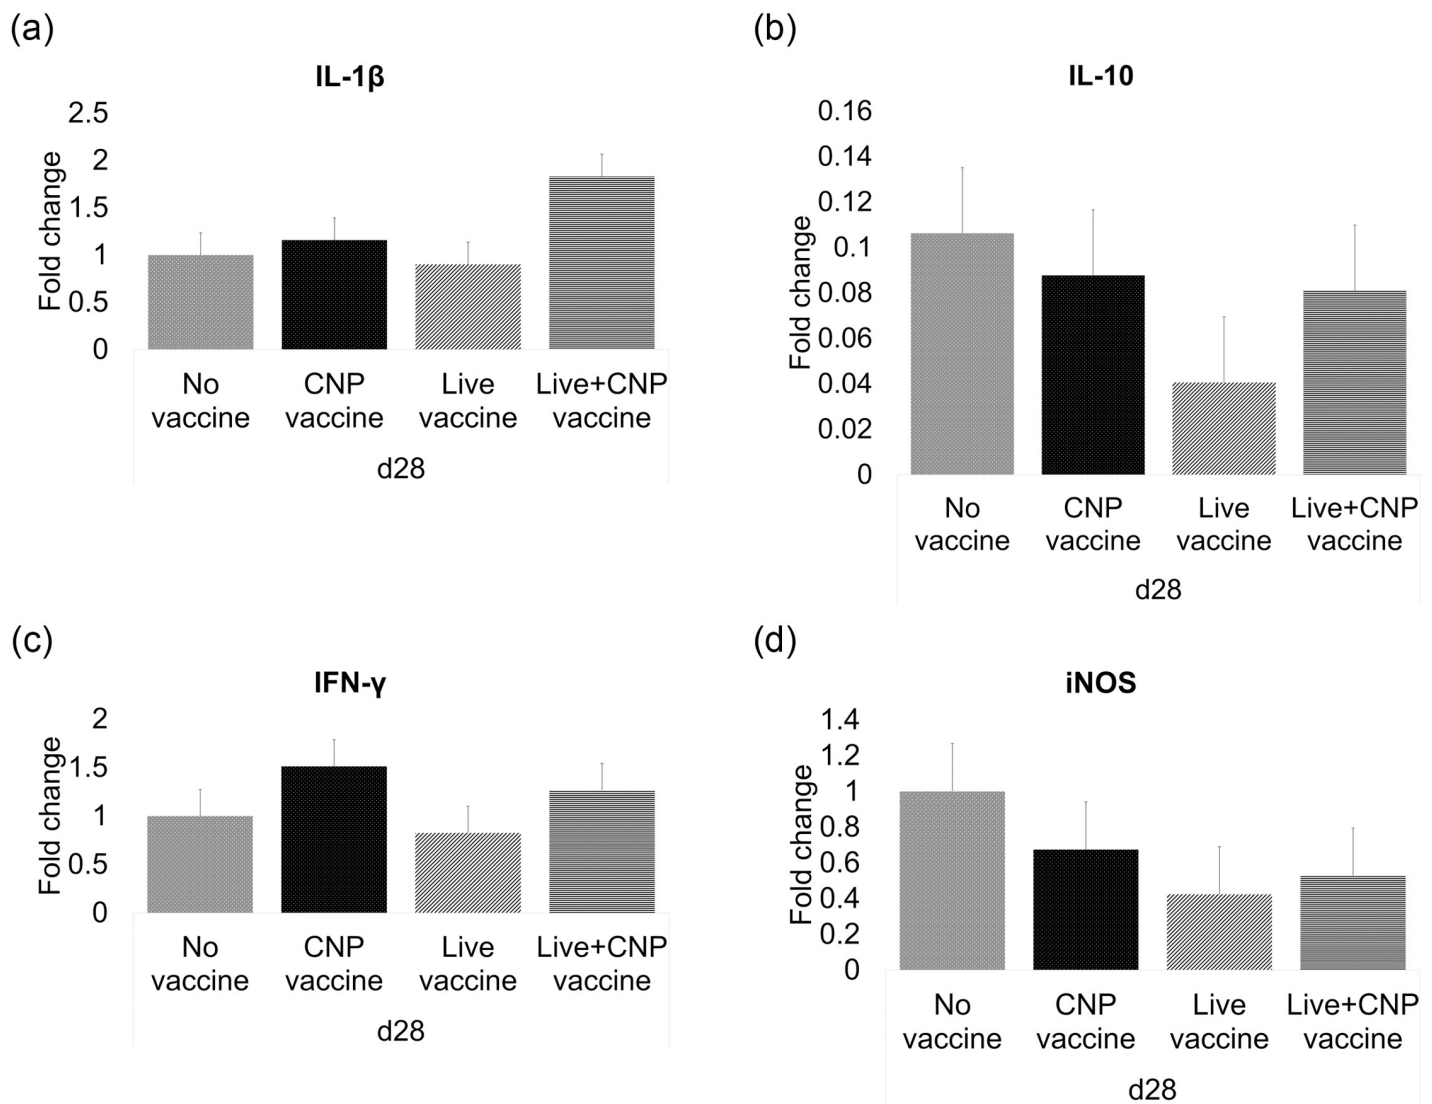 (a)
IL-1β
Fold change
2.5
2
1.5
1
0.5
0
No vaccine
CNP vaccine
Live vaccine
Live+CNP vaccine
d28
(b)
IL-10
Fold change
0.16
0.14
0.12
0.1
0.08
0.06
0.04
0.02
0
No vaccine
CNP vaccine
Live vaccine
Live+CNP vaccine
d28
(c)
IFN-γ
Fold change
2
1.5
1
0.5
0
No vaccine
CNP vaccine
Live vaccine
Live+CNP vaccine
d28
(d)
iNOS
Fold change
1.4
1.2
1
0.8
0.6
0.4
0.2
0
No vaccine
CNP vaccine
Live vaccine
Live+CNP vaccine
d28